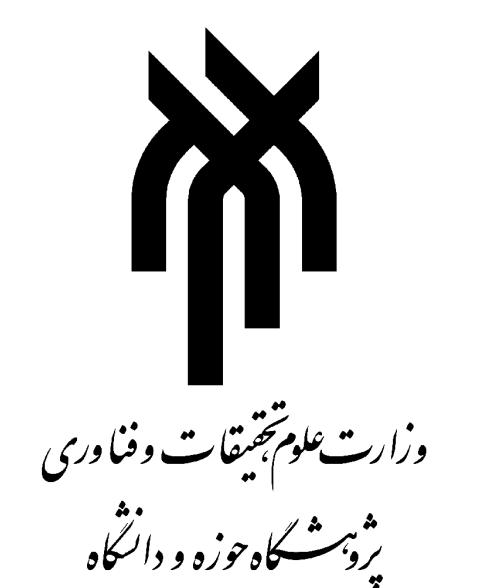 وزارت علوم، تحقیقات و فناوری
پژوهشگاه حوزه و دانشگاه